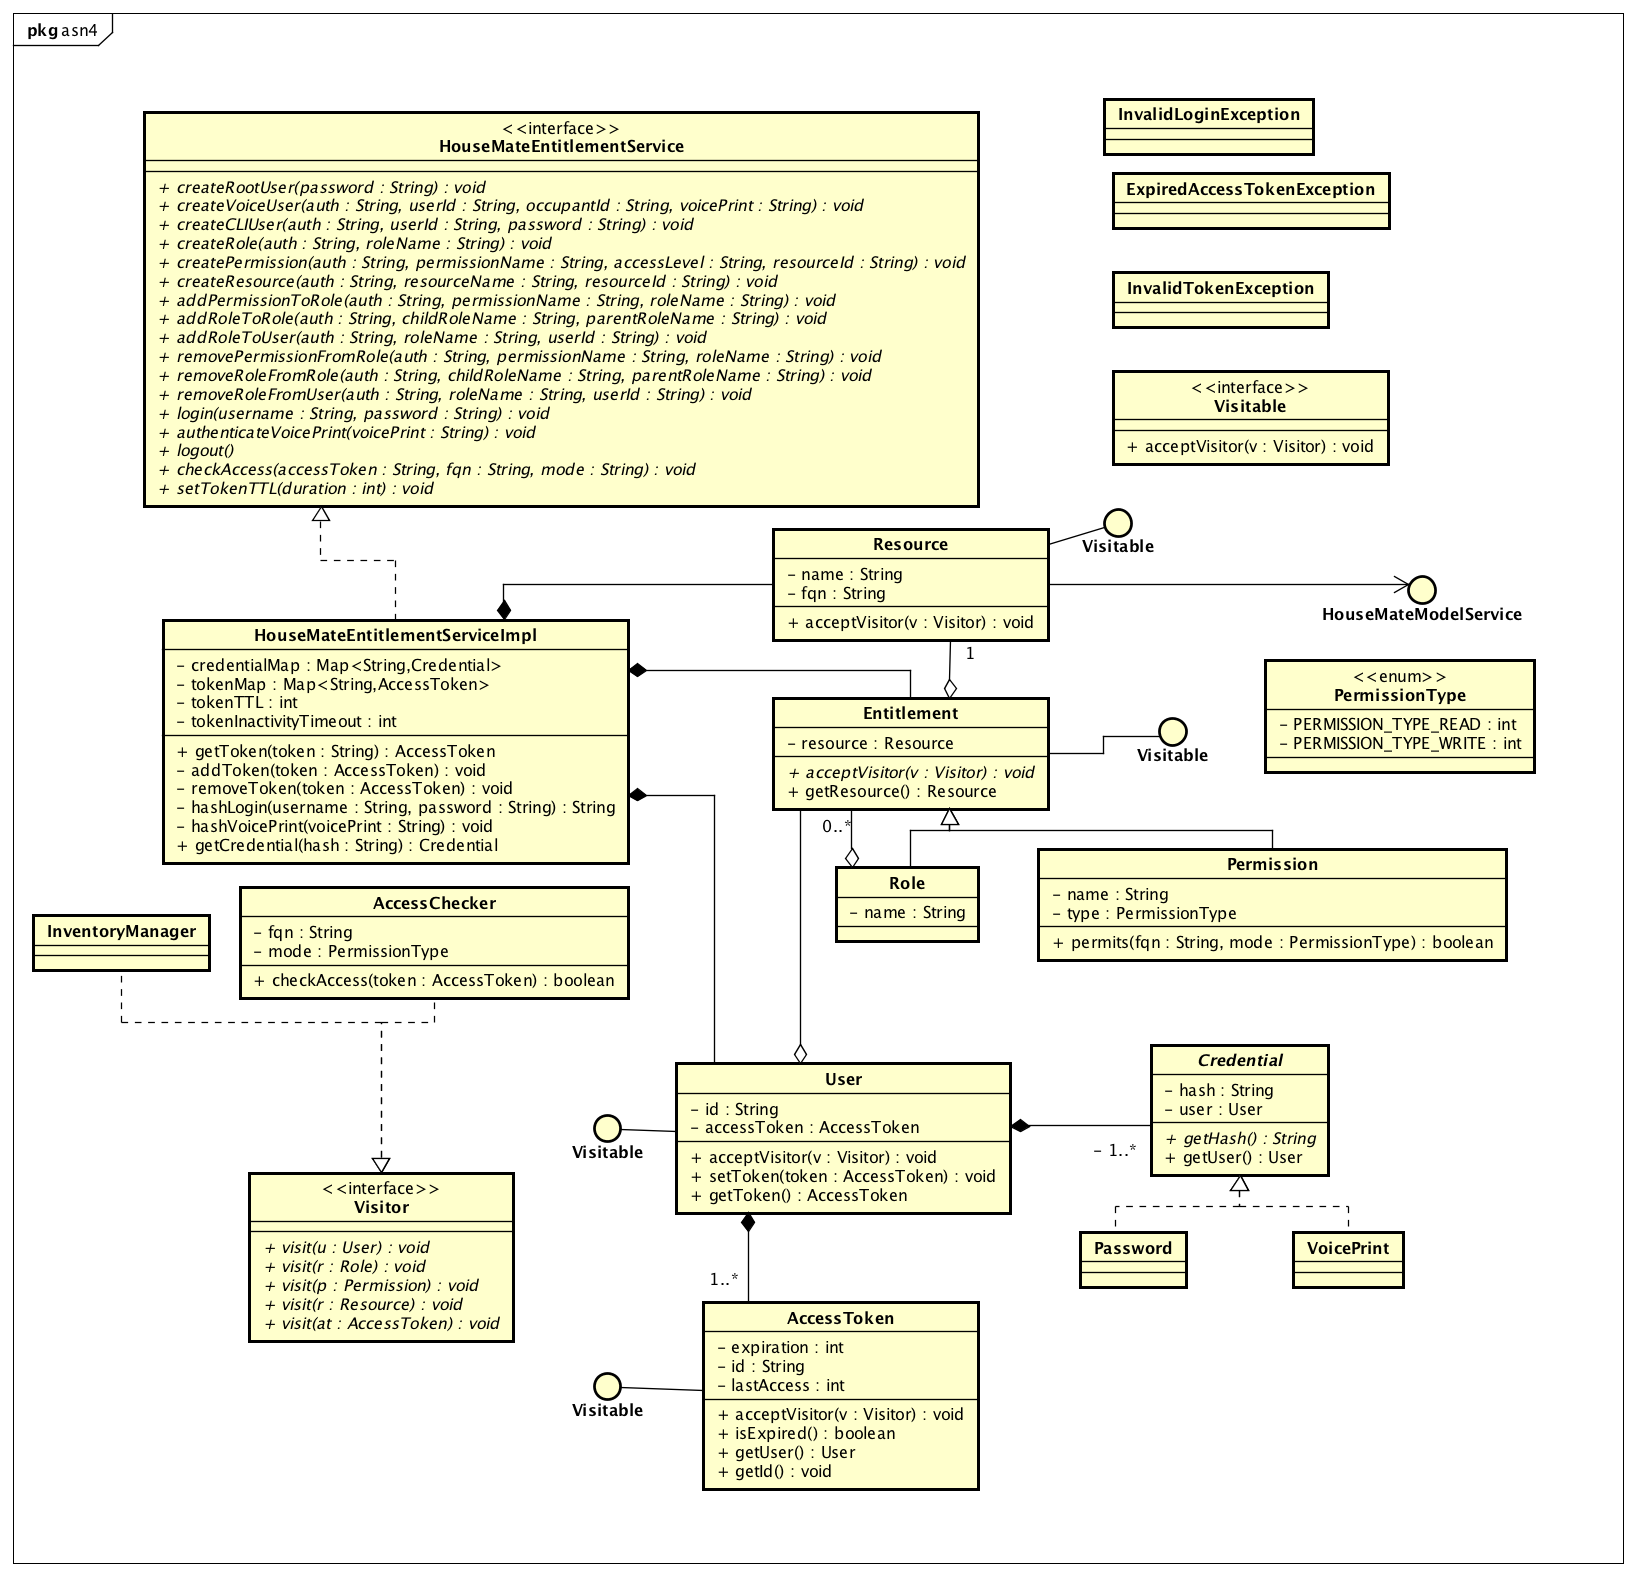 pkg asn4
<<interface>>
HouseMateEntitlementService
+ createRootUser(password : String) : void
+ createVoiceUser(auth : String, userId : String, occupantId : String, voicePrint : String) : void
+ createCLIUser(auth : String, userId : String, password : String) : void
+ createRole(auth : String, roleName : String) : void
+ createPermission(auth : String, permissionName : String, accessLevel : String, resourceId : String) : void
+ createResource(auth : String, resourceName : String, resourceId : String) : void
+ addPermissionToRole(auth : String, permissionName : String, roleName : String) : void
+ addRoleToRole(auth : String, childRoleName : String, parentRoleName : String) : void
+ addRoleToUser(auth : String, roleName : String, userId : String) : void
+ removePermissionFromRole(auth : String, permissionName : String, roleName : String) : void
+ removeRoleFromRole(auth : String, childRoleName : String, parentRoleName : String) : void
+ removeRoleFromUser(auth : String, roleName : String, userId : String) : void
+ login(username : String, password : String) : void
+ authenticateVoicePrint(voicePrint : String) : void
+ logout()
+ checkAccess(accessToken : String, fqn : String, mode : String) : void
+ setTokenTTL(duration : int) : void
InvalidLoginException
ExpiredAccessTokenException
InvalidTokenException
<<interface>>
Visitable
+ acceptVisitor(v : Visitor) : void
Resource
- name : String
- fqn : String
+ acceptVisitor(v : Visitor) : void
Visitable
HouseMateModelService
1
HouseMateEntitlementServiceImpl
- credentialMap : Map<String,Credential>
- tokenMap : Map<String,AccessToken>
- tokenTTL : int
- tokenInactivityTimeout : int
+ getToken(token : String) : AccessToken
- addToken(token : AccessToken) : void
- removeToken(token : AccessToken) : void
- hashLogin(username : String, password : String) : String
- hashVoicePrint(voicePrint : String) : void
+ getCredential(hash : String) : Credential
Entitlement
- resource : Resource
+ acceptVisitor(v : Visitor) : void
+ getResource() : Resource
Visitable
<<enum>>
PermissionType
- PERMISSION_TYPE_READ : int
- PERMISSION_TYPE_WRITE : int
0..*
Role
- name : String
Permission
- name : String
- type : PermissionType
+ permits(fqn : String, mode : PermissionType) : boolean
InventoryManager
AccessChecker
- fqn : String
- mode : PermissionType
+ checkAccess(token : AccessToken) : boolean
User
- id : String
- accessToken : AccessToken
+ acceptVisitor(v : Visitor) : void
+ setToken(token : AccessToken) : void
+ getToken() : AccessToken
Visitable
Credential
- hash : String
- user : User
+ getHash() : String
+ getUser() : User
- 1..*
<<interface>>
Visitor
+ visit(u : User) : void
+ visit(r : Role) : void
+ visit(p : Permission) : void
+ visit(r : Resource) : void
+ visit(at : AccessToken) : void
Password
VoicePrint
1..*
AccessToken
- expiration : int
- id : String
- lastAccess : int
+ acceptVisitor(v : Visitor) : void
+ isExpired() : boolean
+ getUser() : User
+ getId() : void
Visitable